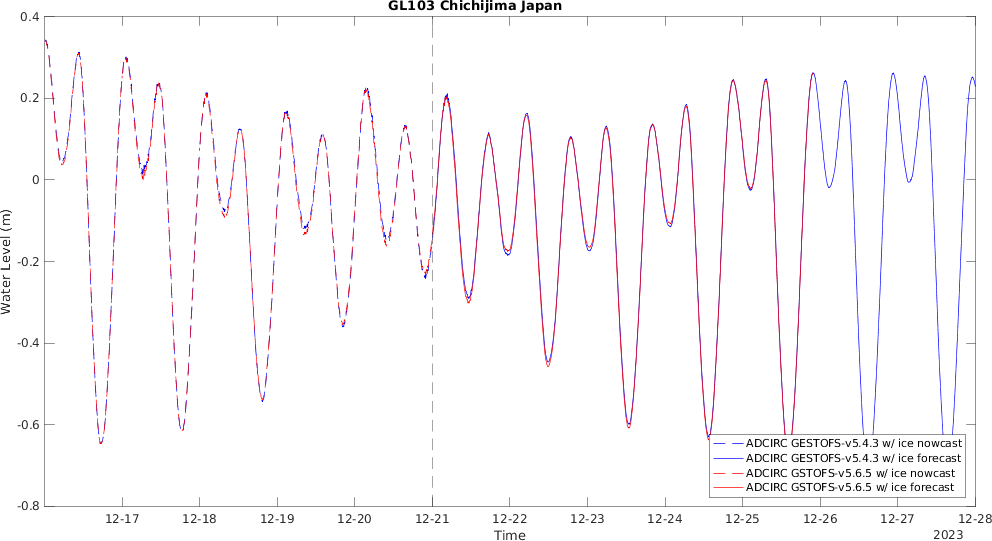 GL103 Chichijima Japan
0.4
0.2
0
-0.2
-0.4
-0.6
-0.8
Water Level (m)
12-17 12-18 12-19 12-20 12-21 12-22 12-23 12-24 12-25 12-26 12-27 12-28
Time
2023
ADCIRC GESTOFS-v5.4.3 w/ ice nowcast
ADCIRC GESTOFS-v5.4.3 w/ ice forecast
ADCIRC GSTOFS-v5.6.5 w/ ice nowcast
ADCIRC GSTOFS-v5.6.5 w/ ice forecast